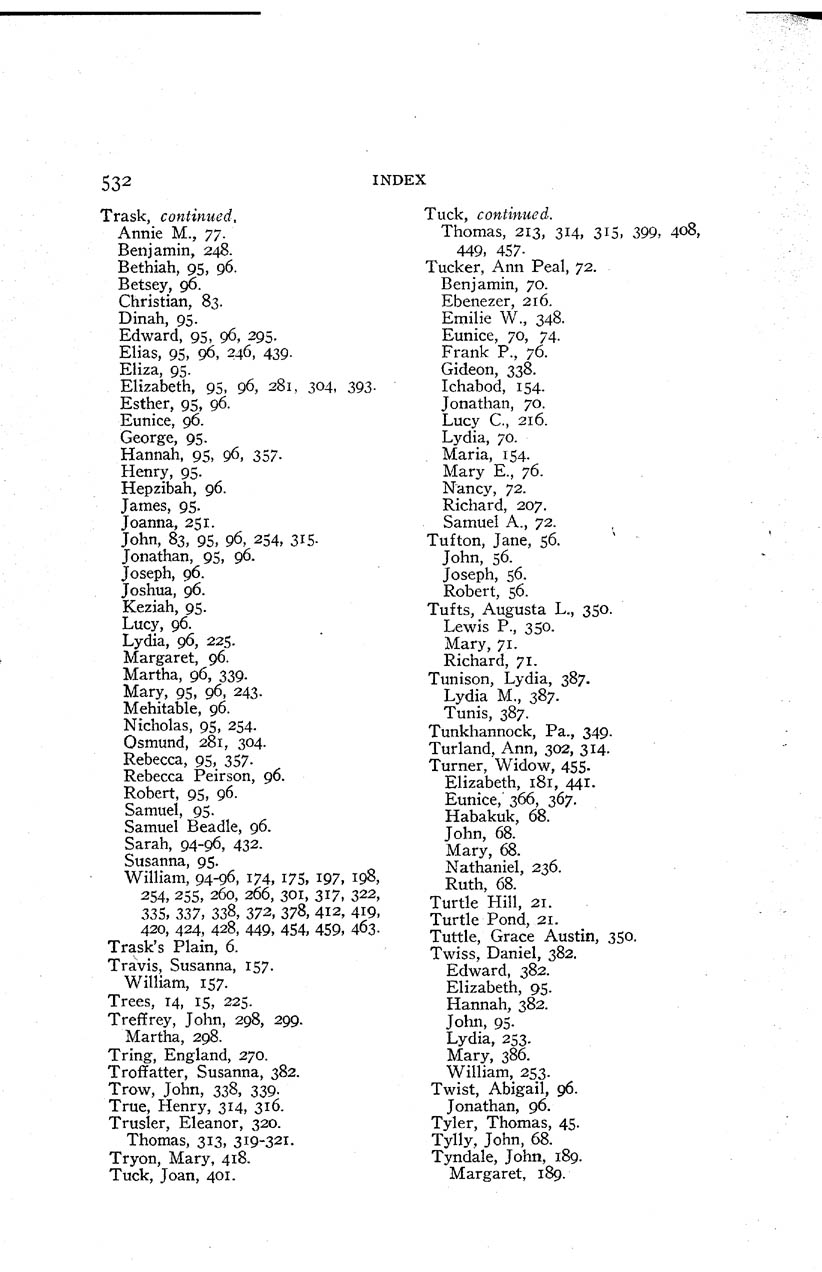 532
INDEX
Trask, continued.
Annie M., 77.
Benjamin, 248.
Bethiah, 95, 96.
Betsey, 96.
Christian, 83.
Dinah, 95.
Edward, 95, 96, 295.
Elias, 95, 96, 246, 439.
Eliza, 95.
Elizabeth, 95, 96, 281, 304, 393.
Esther, 95, 96.
Eunice, 96.
George, 95.
Hannah, 95, 96, 357.
Henry, 95.
Hepzibah, 96.
James, 95.
Joanna, 251.
John, 83, 95, 96, 254, 315.
Jonathan, 95, 96.
Joseph, 96.
Joshua, 96.
Keziah, 95.
Lucy, 96.
Lydia, 96, 225.
Margaret, 96.
Martha, 96, 339.
Mary, 95, 96, 243.
Mehitable, 96.
Nicholas, 95, 254.
Osmund, 281, 304.
Rebecca, 95, 357.
Rebecca Peirson, 96.
Robert, 95, 96.
Samuel, 95.
Samuel Beadle, 96.
Sarah, 94-96, 432.
Susanna, 95.
William, 94-96, 174, 175, 197, 198,
254, 255, 260, 266, 301, 317, 322,
335, 337, 338, 372, 378, 412, 419,
420, 424, 428, 449, 454, 459, 463.
Trask's Plain, 6.
Travis, Susanna, 157.
William, 157.
Trees, 14, 15, 225.
Treffrey, John, 298, 299.
Martha, 298.
Tring, England, 270.
Troffatter, Susanna, 382.
Trow, John, 338, 339.
True, Henry, 314, 316.
Trusler, Eleanor, 320.
Thomas, 313, 319-321.
Tryon, Mary, 418.
Tuck, Joan, 401.
Tuck, continued.
Thomas, 213, 314, 315, 399, 408,
449, 457.
Tucker, Ann Peal, 72.
Benjamin, 70.
Ebenezer, 216.
Emilie W., 348.
Eunice, 70, 74.
Frank P., 76.
Gideon, 338.
Ichabod, 154.
Jonathan, 70.
Lucy C., 216.
Lydia, 70.
Maria, 154.
Mary E., 76.
Nancy, 72.
Richard, 207.
Samuel A., 72.
Tufton, Jane, 56.
John, 56.
Joseph, 56.
Robert, 56.
Tufts, Augusta L., 350.
Lewis P., 350.
Mary, 71.
Richard, 71.
Tunison, Lydia, 387.
Lydia M., 387.
Tunis, 387.
Tunkhannock, Pa., 349.
Turland, Ann, 302, 314.
Turner, Widow, 455.
Elizabeth, 181, 441.
Eunice, 366, 367.
Habakuk, 68.
John, 68.
Mary, 68.
Nathaniel, 236.
Ruth, 68.
Turtle Hill, 21.
Turtle Pond, 21.
Tuttle, Grace Austin, 350.
Twiss, Daniel, 382.
Edward, 382.
Elizabeth, 95.
Hannah, 382.
John, 95.
Lydia, 253.
Mary, 386.
William, 253.
Twist, Abigail, 96.
Jonathan, 96.
Tyler, Thomas, 45.
Tylly, John, 68.
Tyndale, John, 189.
Margaret, 189.